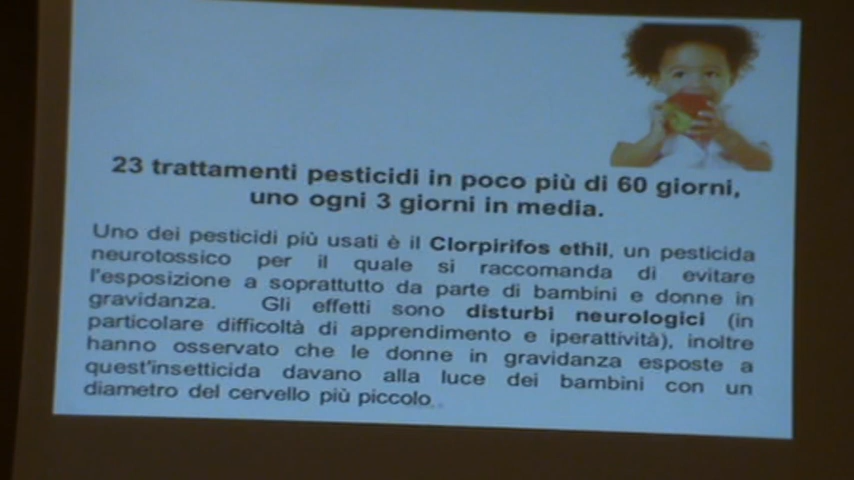 23 trattamenti pesticidi in poco più di 60 giorni,
uno ogni 3 giorni in media.
Uno dei pesticidi più usati è il Clorpirifos ethil, un pesticida
neurotossico per il quale si raccomanda di evitare
l'esposizione a soprattutto da parte di bambini e donne in
gravidanza. Gli effetti sono disturbi neurologici (in
particolare difficoltà di apprendimento e iperattività), inoltre
hanno osservato che le donne in gravidanza esposte a
quest'insetticida davano alla luce dei bambini con un
diametro del cervello più piccolo.